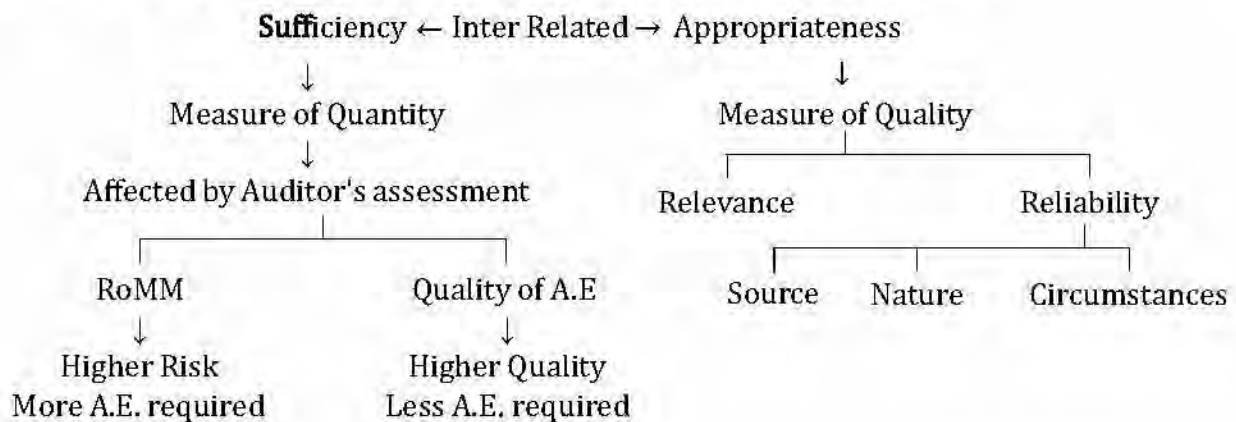 Sufficiency ← Inter Related → Appropriateness
↓ ↓
Measure of Quantity Measure of Quality
↓
Affected by Auditor's assessment Relevance Reliability
RoMM Quality of A.E Source Nature Circumstances
↓ ↓
Higher Risk Higher Quality
More A.E. required Less A.E. required